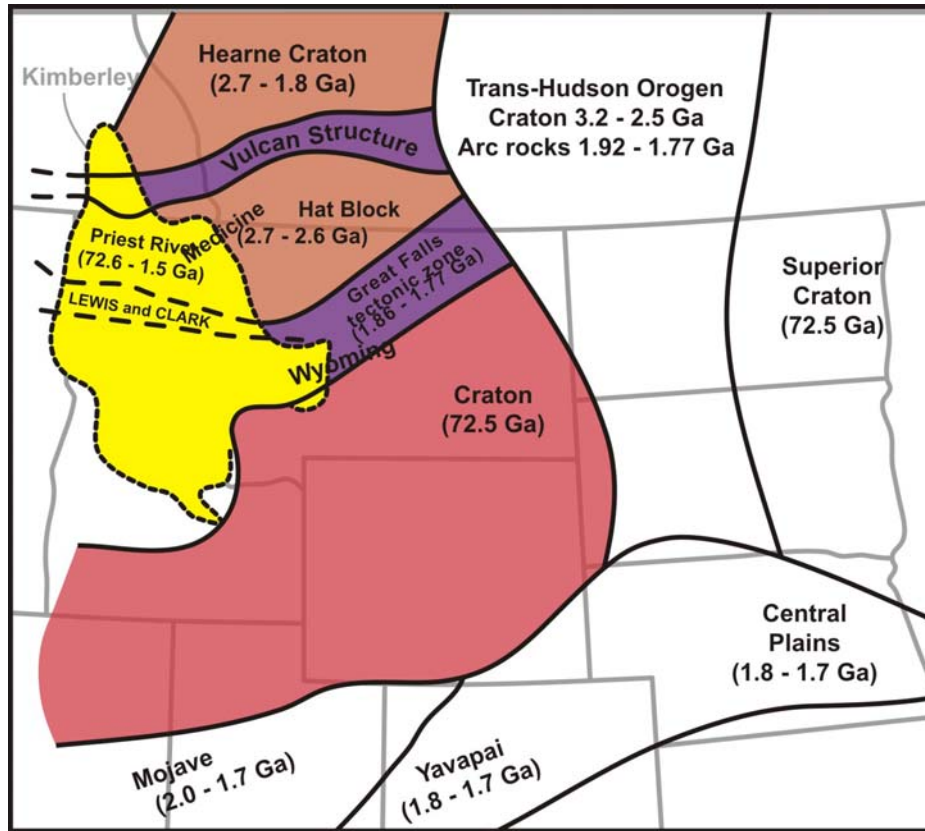 Hearne Craton
(2.7 - 1.8 Ga)
Kimberley
Trans-Hudson Orogen
Craton 3.2 - 2.5 Ga
Arc rocks 1.92 - 1.77 Ga
Vulcan Structure
Medicine
Hat Block
(2.7 - 2.6 Ga)
Priest River
(72.6 - 1.5 Ga)
Great Falls
tectonic zone
(1.86 - 1.77 Ga)
LEWIS and CLARK
Superior
Craton
(72.5 Ga)
Wyoming
Craton
(72.5 Ga)
Central
Plains
(1.8 - 1.7 Ga)
Mojave
(2.0 - 1.7 Ga)
Yavapai
(1.8 - 1.7 Ga)